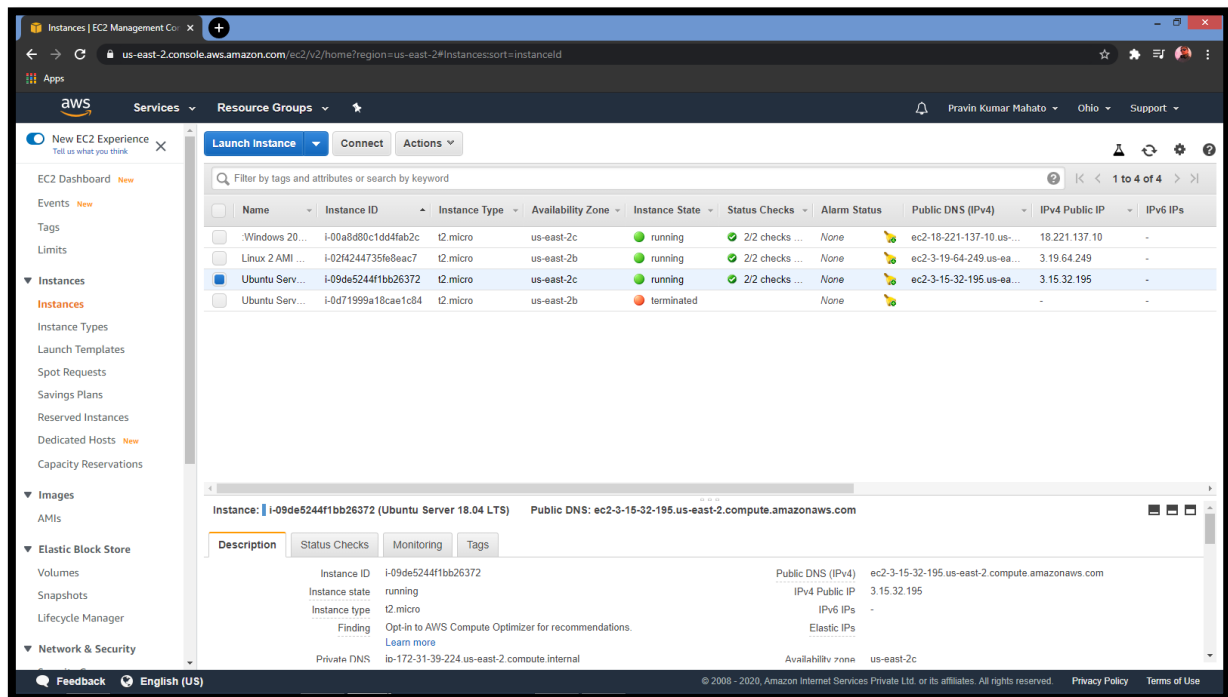 Instances | EC2 Management Co
us-east-2.console.aws.amazon.com/ec2/v2/home?region=us-east-2#Instances:sort=instanceId
Apps
aws Services Resource Groups Pravin Kumar Mahato Ohio Support
New EC2 Experience
Tell us what you think
Launch Instance Connect Actions
EC2 Dashboard New
Events New
Tags
Limits
Instances
Instances
Instance Types
Launch Templates
Spot Requests
Savings Plans
Reserved Instances
Dedicated Hosts New
Capacity Reservations
Images
AMIs
Elastic Block Store
Volumes
Snapshots
Lifecycle Manager
Network & Security
Filter by tags and attributes or search by keyword 1 to 4 of 4
Name Instance ID Instance Type Availability Zone Instance State Status Checks Alarm Status Public DNS (IPv4) IPv4 Public IP IPv6 IPs
:Windows 20... i-00a8d80c1dd4fab2c t2.micro us-east-2c running 2/2 checks ... None ec2-18-221-137-10.us-... 18.221.137.10 -
Linux 2 AMI ... i-02f4244735fe8eac7 t2.micro us-east-2b running 2/2 checks ... None ec2-3-19-64-249.us-ea... 3.19.64.249 -
Ubuntu Serv... i-09de5244f1bb26372 t2.micro us-east-2c running 2/2 checks ... None ec2-3-15-32-195.us-ea... 3.15.32.195 -
Ubuntu Serv... i-0d71999a18cae1c84 t2.micro us-east-2b terminated None - -
Instance: i-09de5244f1bb26372 (Ubuntu Server 18.04 LTS) Public DNS: ec2-3-15-32-195.us-east-2.compute.amazonaws.com
Description Status Checks Monitoring Tags
Instance ID i-09de5244f1bb26372 Public DNS (IPv4) ec2-3-15-32-195.us-east-2.compute.amazonaws.com
Instance state running IPv4 Public IP 3.15.32.195
Instance type t2.micro IPv6 IPs -
Finding Opt-in to AWS Compute Optimizer for recommendations. Elastic IPs
Learn more
Private DNS ip-172-31-39-224.us-east-2.compute.internal Availability zone us-east-2c
Feedback English (US) © 2008 - 2020, Amazon Internet Services Private Ltd. or its affiliates. All rights reserved. Privacy Policy Terms of Use